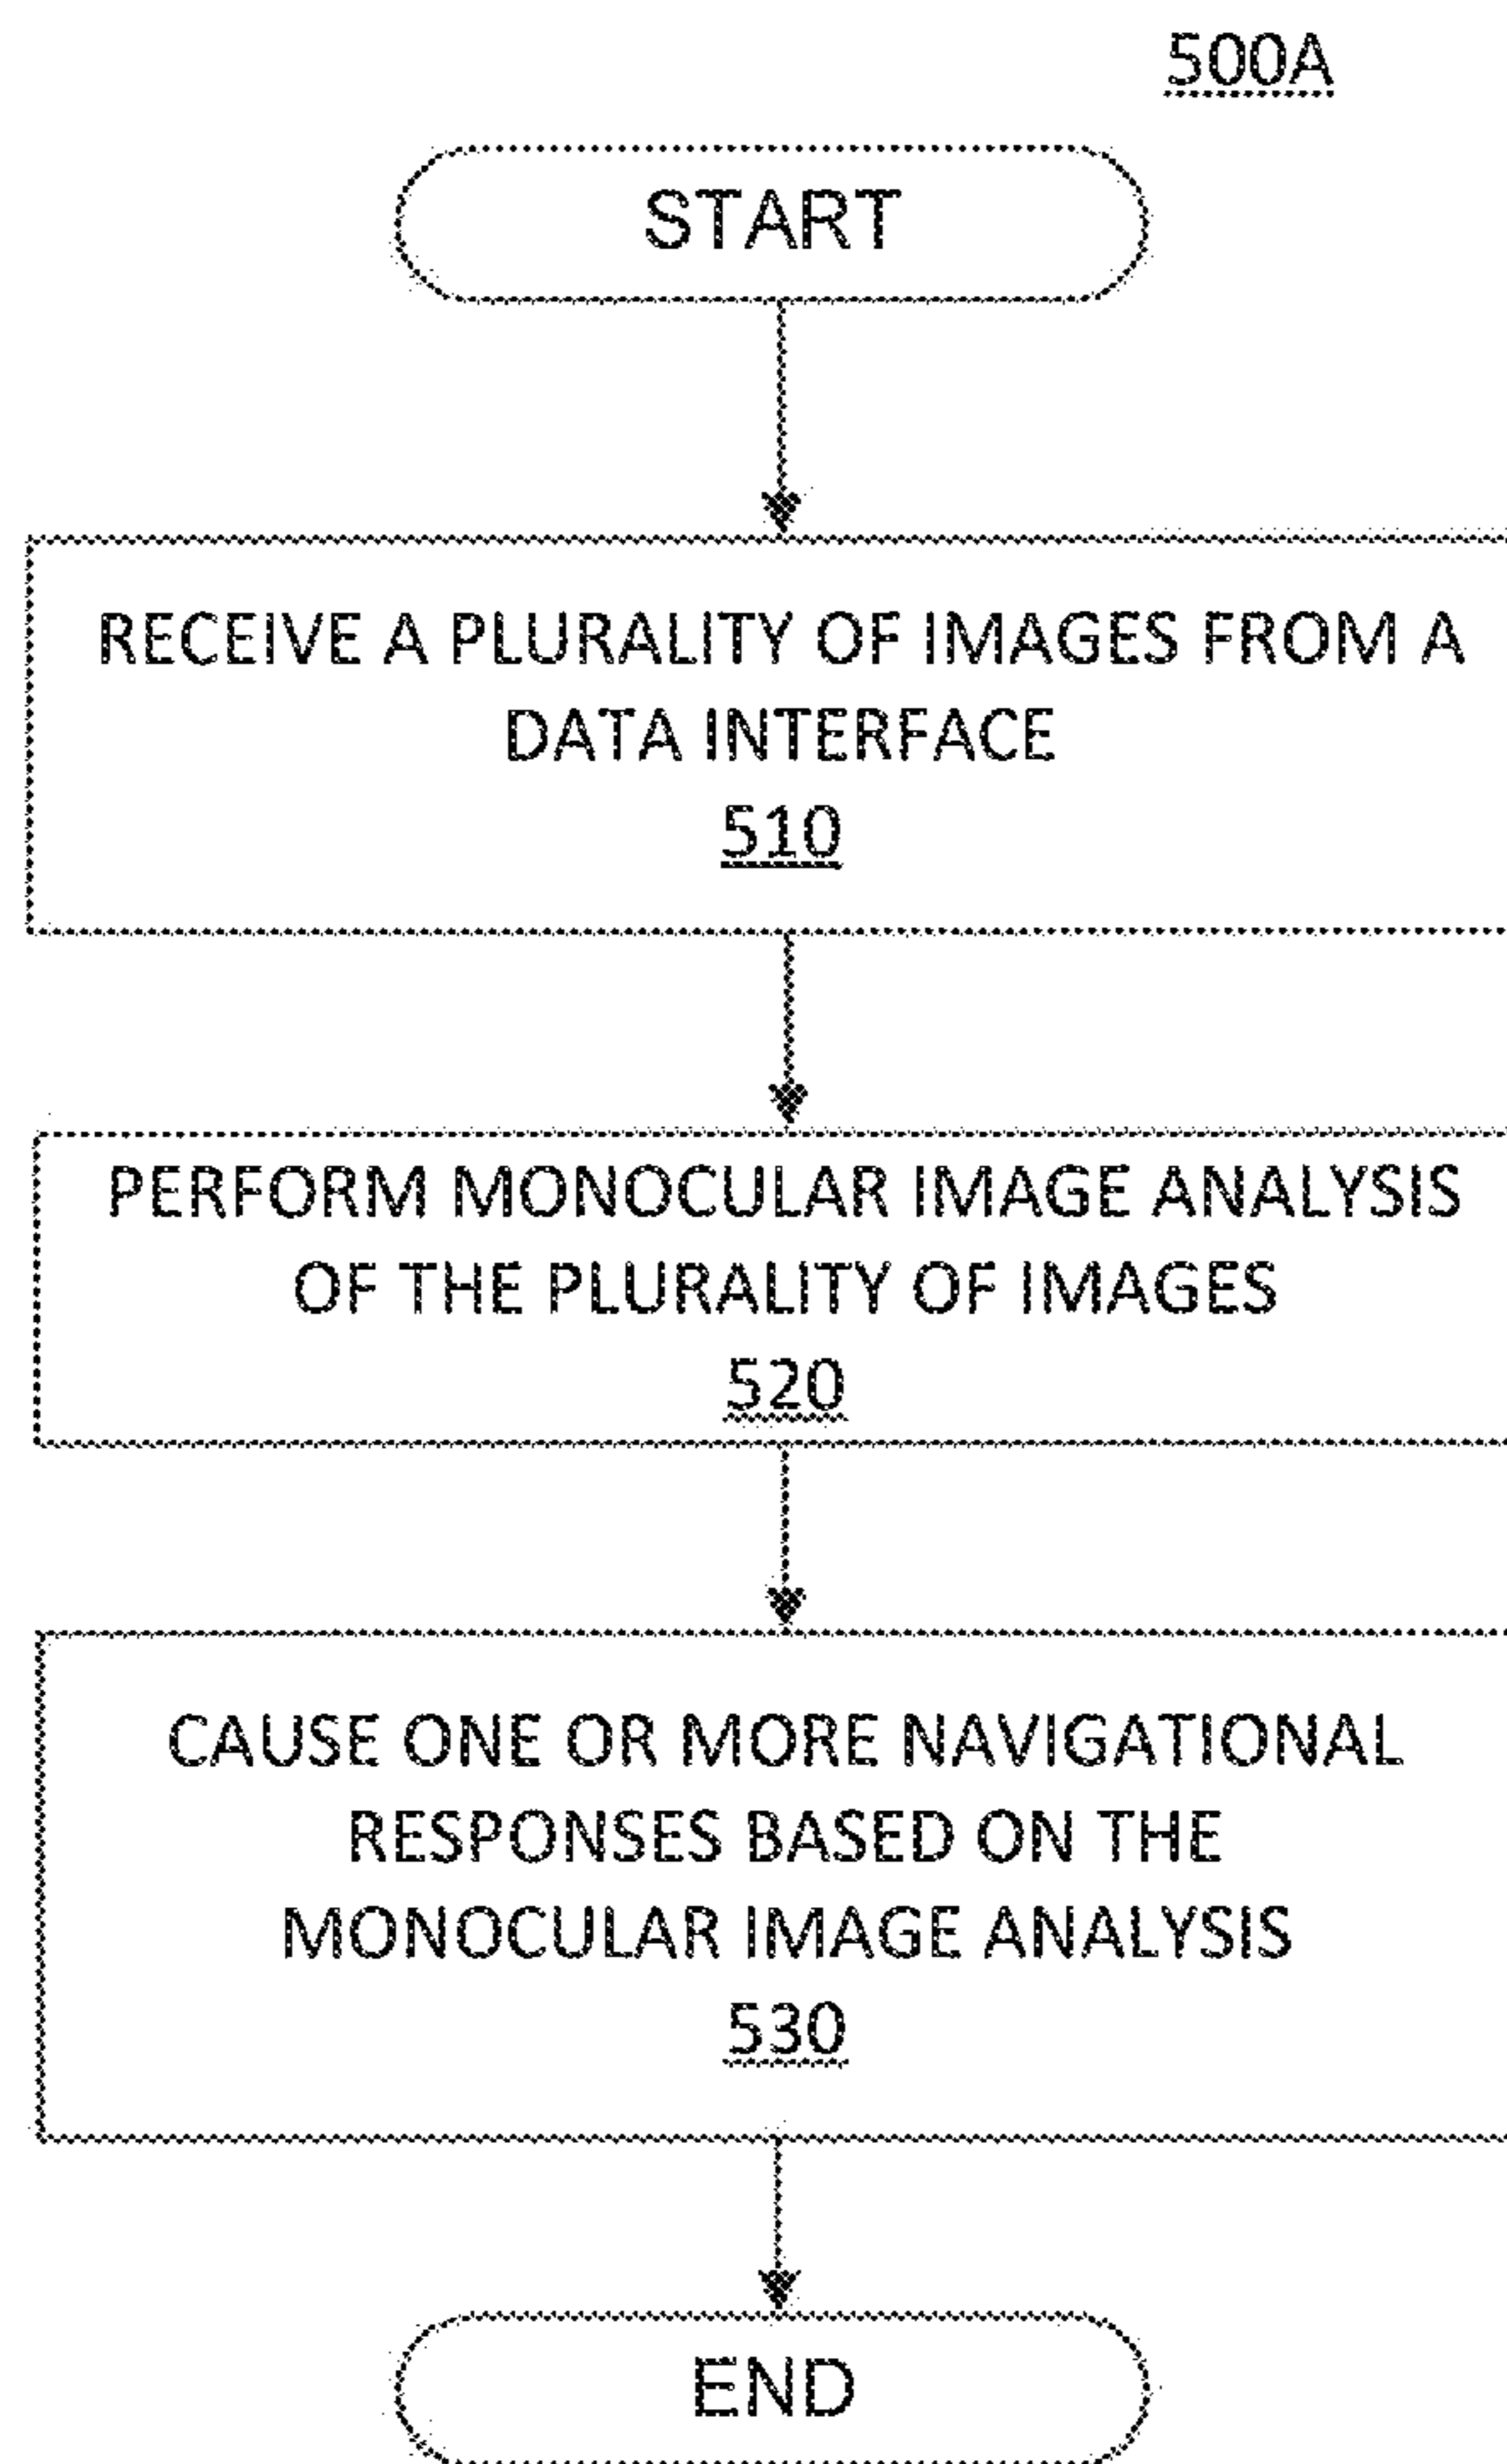 500A
START
RECEIVE A PLURALITY OF IMAGES FROM A
DATA INTERFACE
510
PERFORM MONOCULAR IMAGE ANALYSIS
OF THE PLURALITY OF IMAGES
520
CAUSE ONE OR MORE NAVIGATIONAL
RESPONSES BASED ON THE
MONOCULAR IMAGE ANALYSIS
530
END